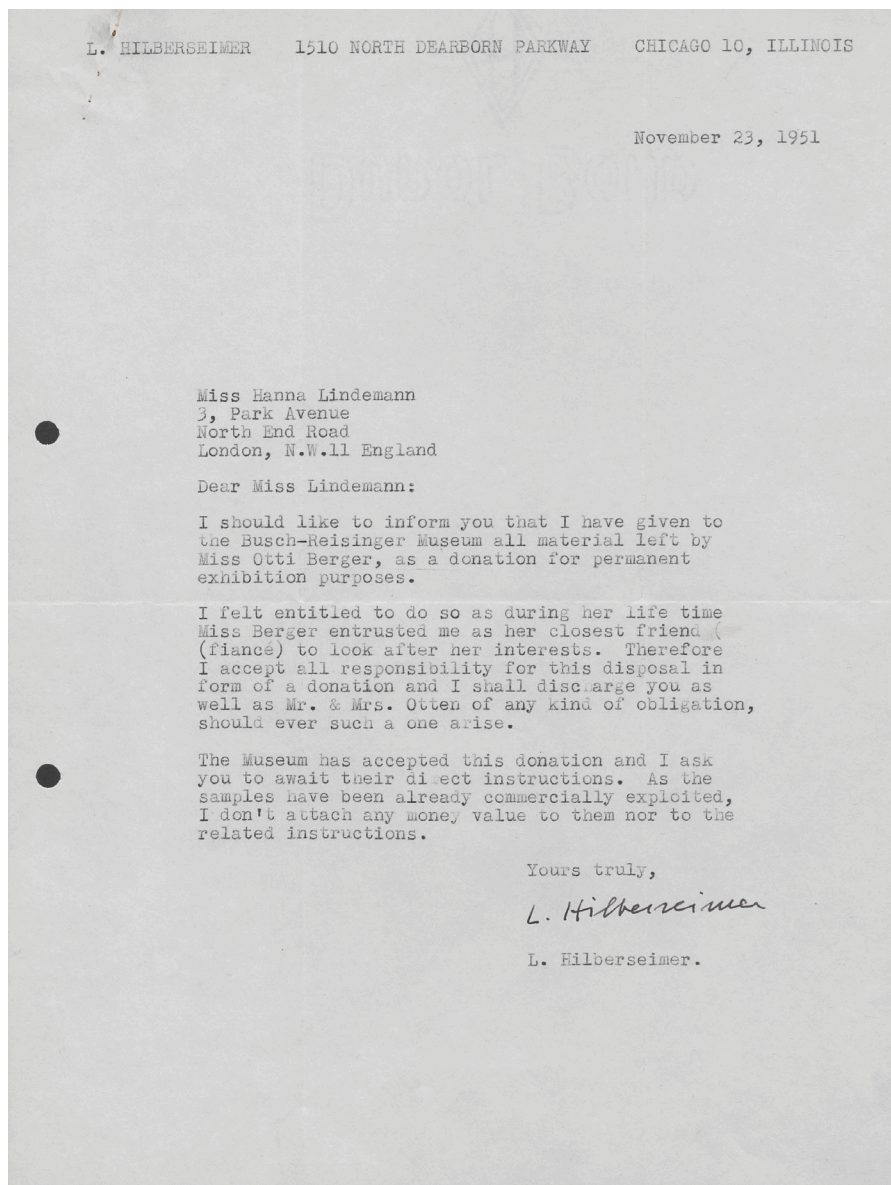 L. HILBERSEIMER 1510 NORTH DEARBORN PARKWAY CHICAGO 10, ILLINOIS
November 23, 1951
Miss Hanna Lindemann
3, Park Avenue
North End Road
London, N.W.11 England
Dear Miss Lindemann:
I should like to inform you that I have given to
the Busch-Reisinger Museum all material left by
Miss Otti Berger, as a donation for permanent
exhibition purposes.
I felt entitled to do so as during her life time
Miss Berger entrusted me as her closest friend (
(fiancé) to look after her interests. Therefore
I accept all responsibility for this disposal in
form of a donation and I shall discharge you as
well as Mr. & Mrs. Otten of any kind of obligation,
should ever such a one arise.
The Museum has accepted this donation and I ask
you to await their direct instructions. As the
samples have been already commercially exploited,
I don't attach any money value to them nor to the
related instructions.
Yours truly,
L. Hilberseimer
L. Hilberseimer.